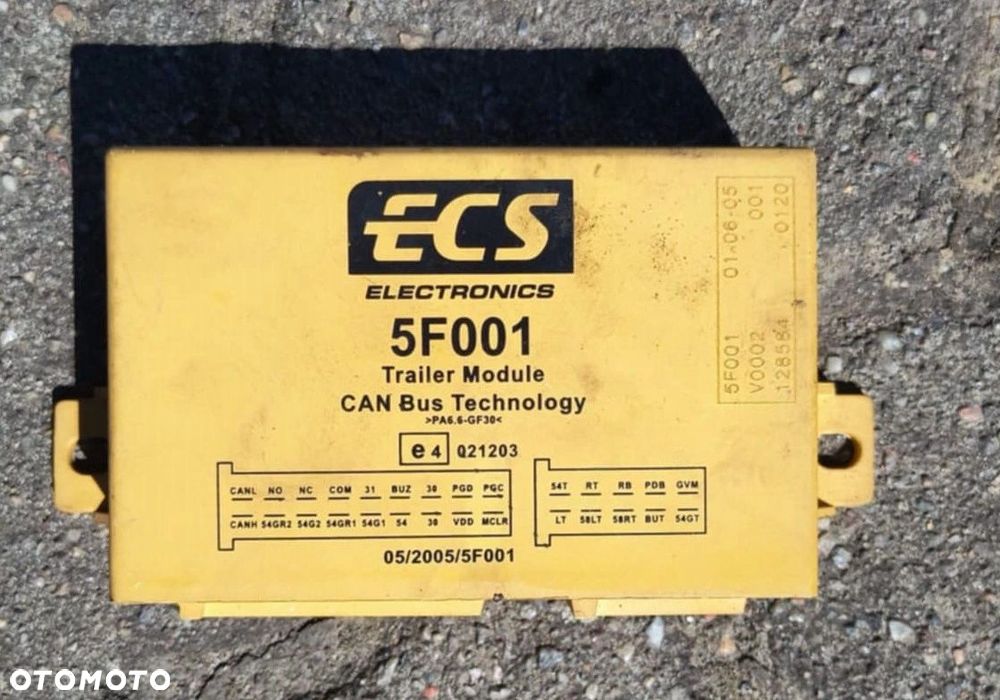 ECS
ELECTRONICS
5F001
Trailer Module
CAN Bus Technology
>PA6.6-GF30<
e4 021203
CANL NO NC COM 31 BUZ 30 PGD PGC
CANH 54GR2 54G2 54GR1 54G1 54 30 VDD MCLR
54T RT RB PDB GVM
LT 58LT 58RT BUT 54GT
05/2005/5F001
5F001 01-06-05
V0002 001
128584 0120
OTOMOTO